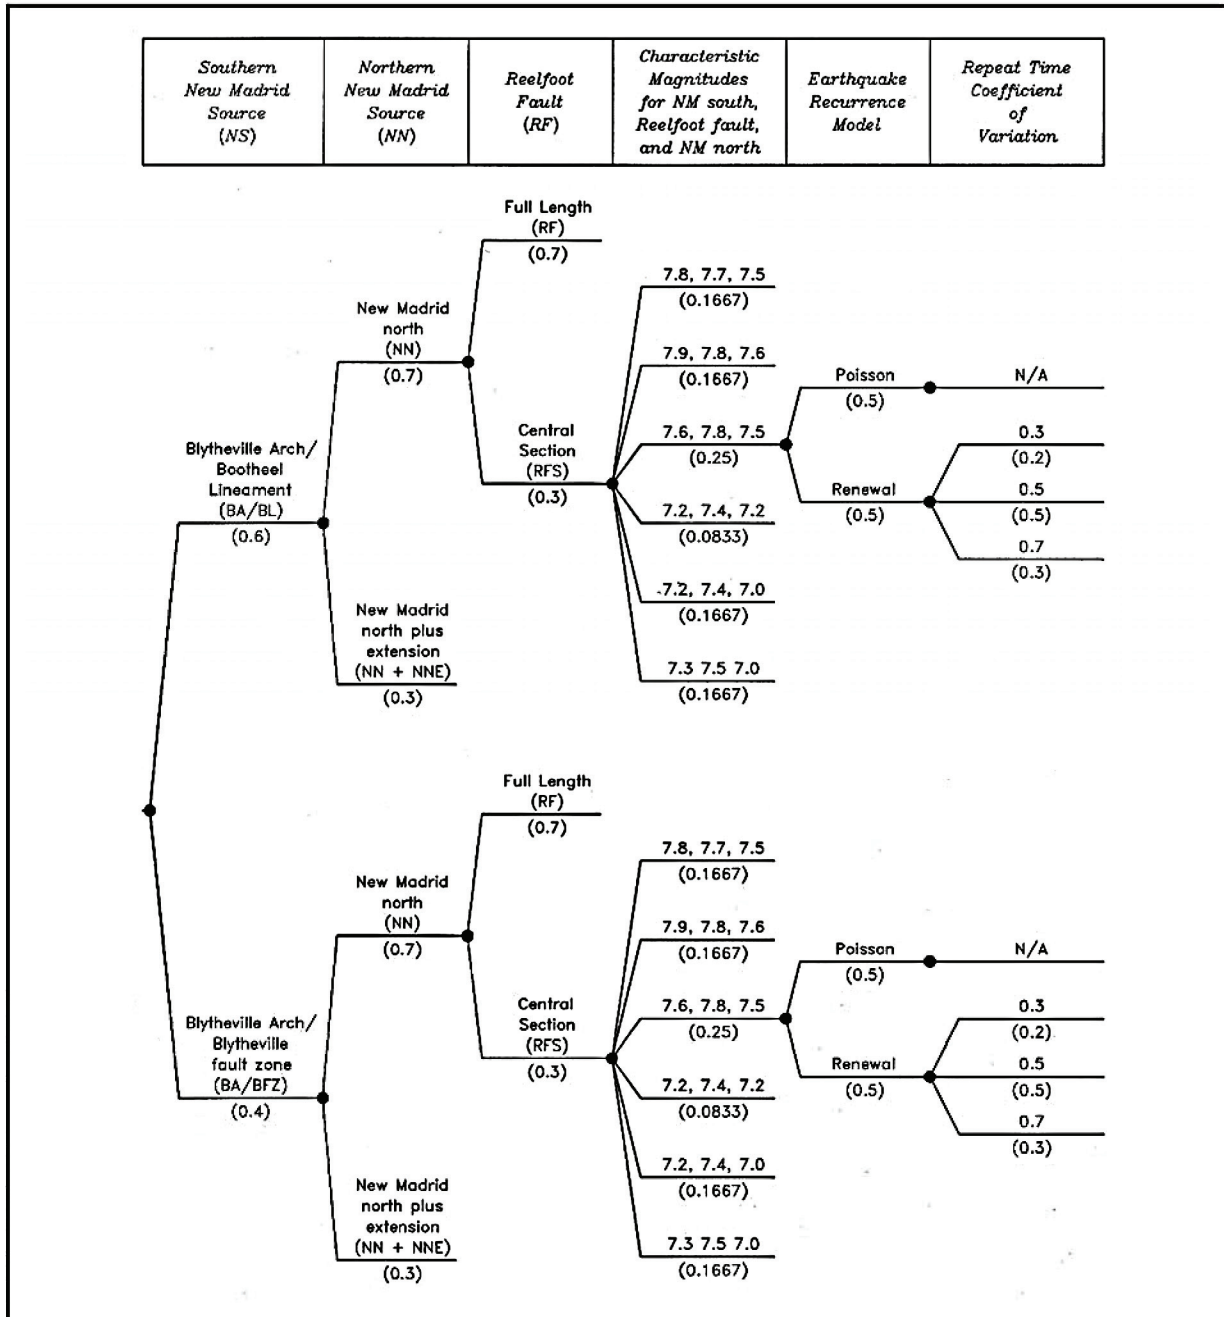 Southern
New Madrid
Source
(NS)
Northern
New Madrid
Source
(NN)
Reelfoot
Fault
(RF)
Characteristic
Magnitudes
for NM south,
Reelfoot fault,
and NM north
Earthquake
Recurrence
Model
Repeat Time
Coefficient
of
Variation
Full Length
(RF)
(0.7)
7.8, 7.7, 7.5
(0.1667)
New Madrid
north
(NN)
(0.7)
7.9, 7.8, 7.6
(0.1667)
Poisson
(0.5)
N/A
Central
Section
(RFS)
(0.3)
7.6, 7.8, 7.5
(0.25)
0.3
(0.2)
Blytheville Arch/
Bootheel
Lineament
(BA/BL)
(0.6)
Renewal
(0.5)
0.5
(0.5)
7.2, 7.4, 7.2
(0.0833)
0.7
(0.3)
7.2, 7.4, 7.0
(0.1667)
New Madrid
north plus
extension
(NN + NNE)
(0.3)
7.3 7.5 7.0
(0.1667)
Full Length
(RF)
(0.7)
7.8, 7.7, 7.5
(0.1667)
New Madrid
north
(NN)
(0.7)
7.9, 7.8, 7.6
(0.1667)
Poisson
(0.5)
N/A
Central
Section
(RFS)
(0.3)
7.6, 7.8, 7.5
(0.25)
0.3
(0.2)
Blytheville Arch/
Blytheville
fault zone
(BA/BFZ)
(0.4)
Renewal
(0.5)
0.5
(0.5)
7.2, 7.4, 7.2
(0.0833)
0.7
(0.3)
7.2, 7.4, 7.0
(0.1667)
New Madrid
north plus
extension
(NN + NNE)
(0.3)
7.3 7.5 7.0
(0.1667)